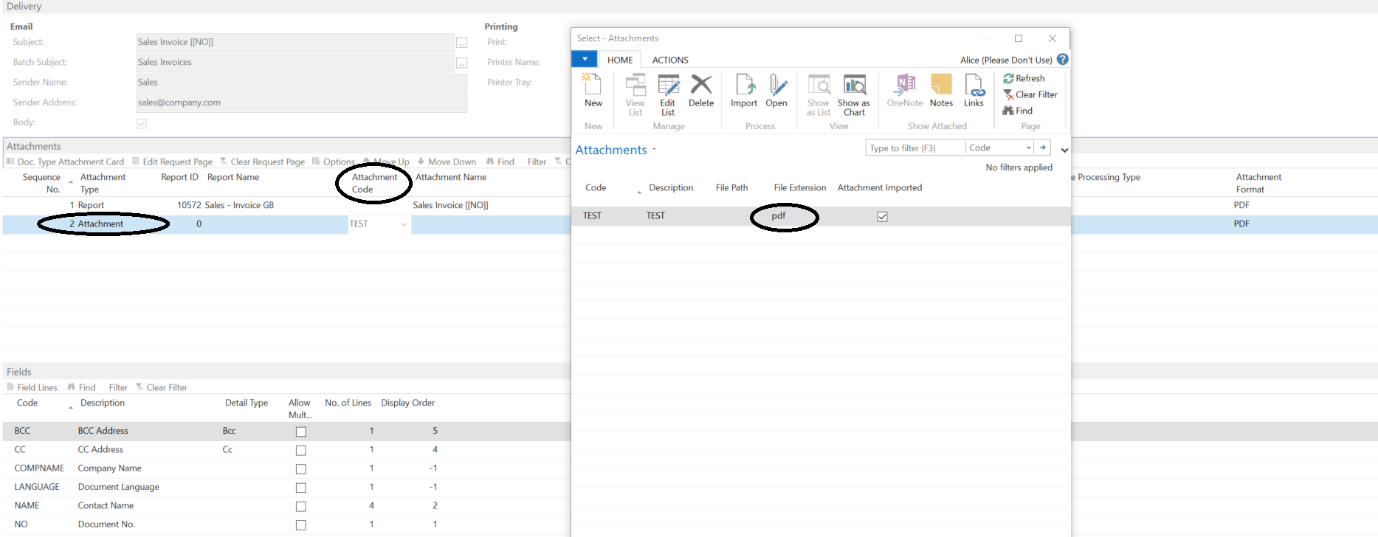 Delivery
Email
Printing
Subject: Sales Invoice [[NO]] ... Print:
Batch Subject: Sales Invoices ... Printer Name:
Sender Name: Sales Printer Tray:
Sender Address: sales@company.com
Body:
Attachments
Doc. Type Attachment Card Edit Request Page Clear Request Page Options Move Up Move Down Find Filter C
Sequence No. Attachment Type Report ID Report Name Attachment Code Attachment Name
e Processing Type Attachment Format
1 Report 10572 Sales - Invoice GB Sales Invoice [[NO]] PDF
2 Attachment 0 TEST PDF
Fields
Field Lines Find Filter Clear Filter
Code Description Detail Type Allow Mult... No. of Lines Display Order
BCC BCC Address Bcc 1 5
CC CC Address Cc 1 4
COMPNAME Company Name 1 -1
LANGUAGE Document Language 1 -1
NAME Contact Name 4 2
NO Document No. 1 1
Select - Attachments
HOME ACTIONS Alice (Please Don't Use) ?
New
View List
Edit List
Delete
Import
Open
Show as List
Show as Chart
OneNote
Notes
Links
Refresh
Clear Filter
Find
New Manage Process View Show Attached Page
Attachments Type to filter (F3) Code
No filters applied
Code Description File Path File Extension Attachment Imported
TEST TEST pdf